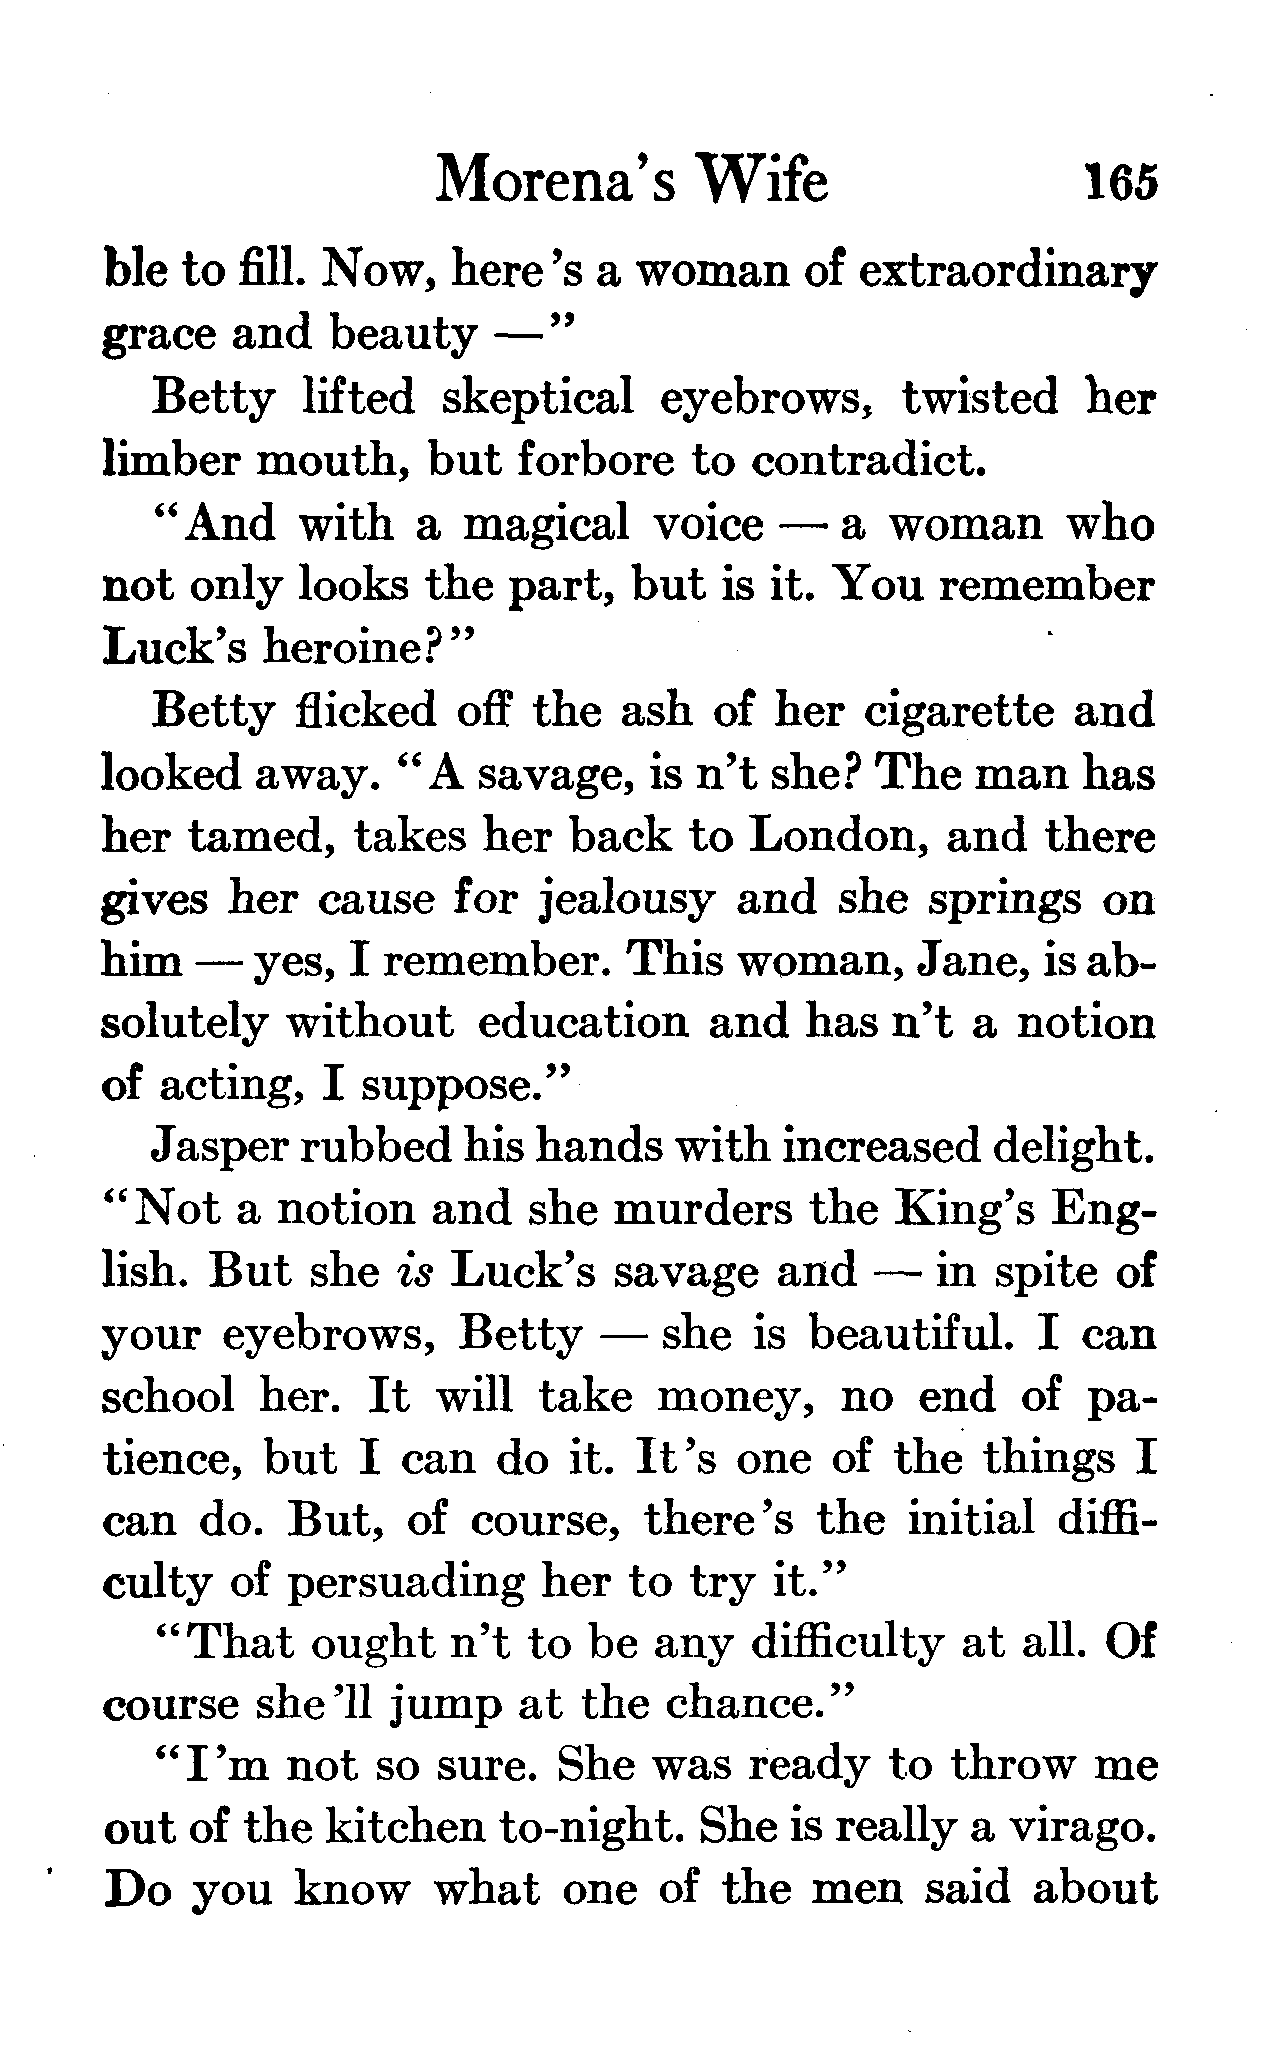 Morena's Wife 165
ble to fill. Now, here's a woman of extraordinary
grace and beauty —"
Betty lifted skeptical eyebrows, twisted her
limber mouth, but forbore to contradict.
"And with a magical voice — a woman who
not only looks the part, but is it. You remember
Luck's heroine?"
Betty flicked off the ash of her cigarette and
looked away. "A savage, is n't she? The man has
her tamed, takes her back to London, and there
gives her cause for jealousy and she springs on
him — yes, I remember. This woman, Jane, is ab-
solutely without education and has n't a notion
of acting, I suppose."
Jasper rubbed his hands with increased delight.
"Not a notion and she murders the King's Eng-
lish. But she is Luck's savage and — in spite of
your eyebrows, Betty — she is beautiful. I can
school her. It will take money, no end of pa-
tience, but I can do it. It's one of the things I
can do. But, of course, there's the initial diffi-
culty of persuading her to try it."
"That ought n't to be any difficulty at all. Of
course she'll jump at the chance."
"I'm not so sure. She was ready to throw me
out of the kitchen to-night. She is really a virago.
Do you know what one of the men said about